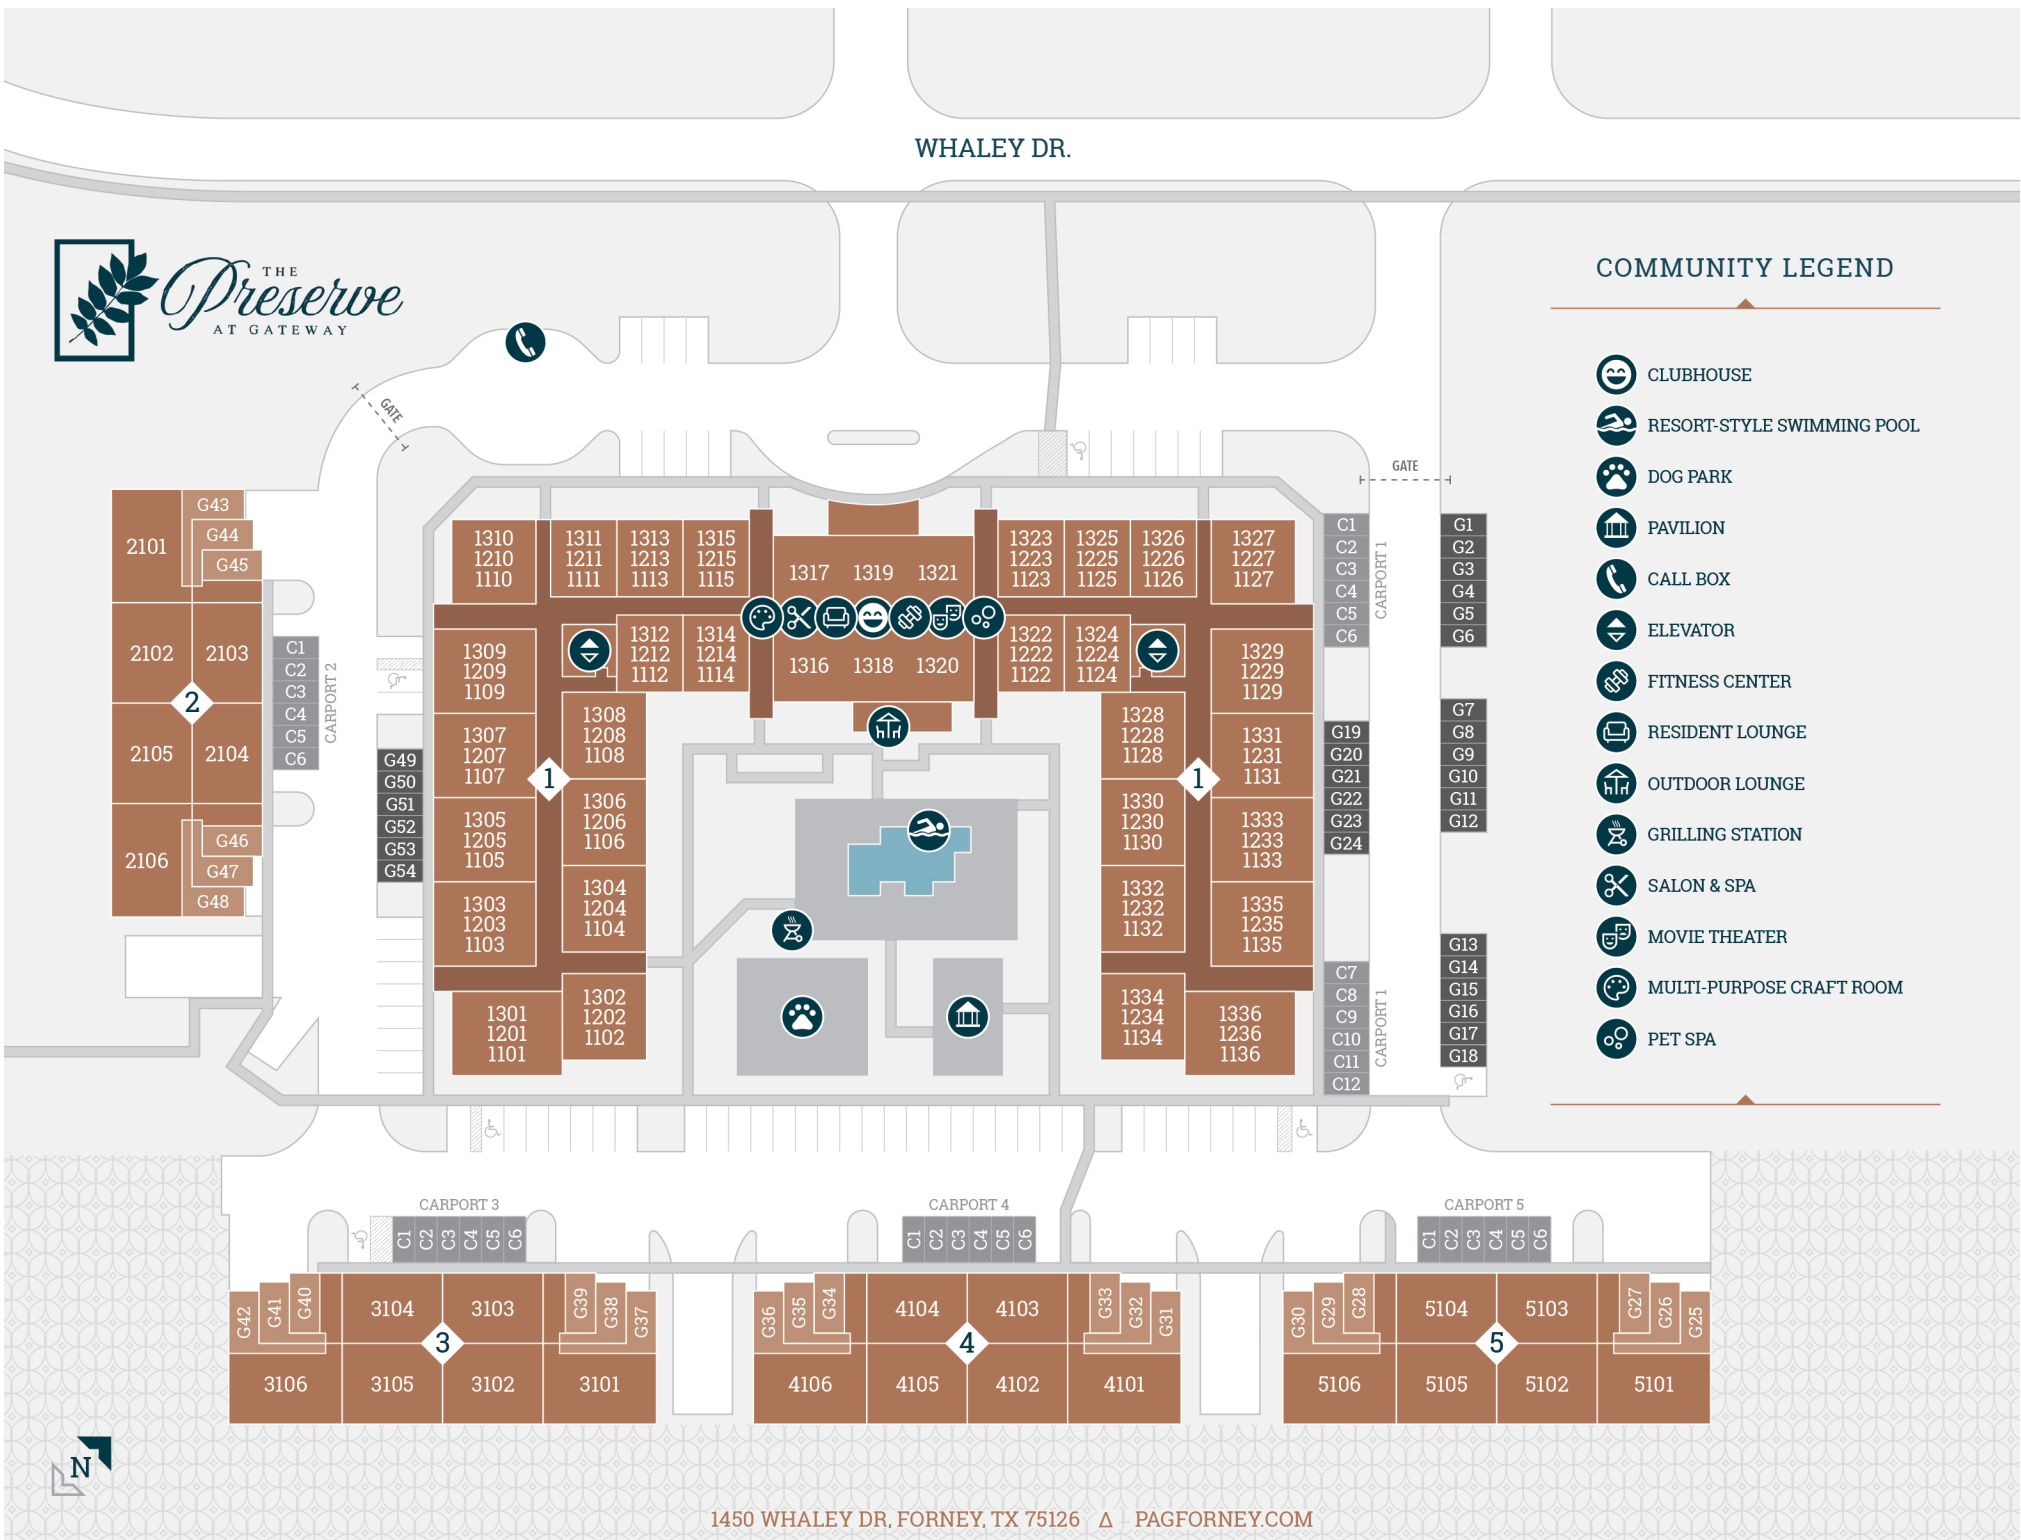 WHALEY DR.
THE
Preserve
AT GATEWAY
GATE
GATE
COMMUNITY LEGEND
CLUBHOUSE
RESORT-STYLE SWIMMING POOL
DOG PARK
PAVILION
CALL BOX
ELEVATOR
FITNESS CENTER
RESIDENT LOUNGE
OUTDOOR LOUNGE
GRILLING STATION
SALON & SPA
MOVIE THEATER
MULTI-PURPOSE CRAFT ROOM
PET SPA
2101
G43
G44
G45
2102
2103
2
2105
2104
2106
G46
G47
G48
C1
C2
C3
C4
C5
C6
CARPORT 2
G49
G50
G51
G52
G53
G54
1310
1210
1110
1311
1211
1111
1313
1213
1113
1315
1215
1115
1317 1319 1321
1323
1223
1123
1325
1225
1125
1326
1226
1126
1327
1227
1127
1309
1209
1109
1312
1212
1112
1314
1214
1114
1316 1318 1320
1322
1222
1122
1324
1224
1124
1329
1229
1129
1307
1207
1107
1308
1208
1108
1
1328
1228
1128
1
1331
1231
1131
1305
1205
1105
1306
1206
1106
1330
1230
1130
1333
1233
1133
1303
1203
1103
1304
1204
1104
1332
1232
1132
1335
1235
1135
1301
1201
1101
1302
1202
1102
1334
1234
1134
1336
1236
1136
C1
C2
C3
C4
C5
C6
CARPORT 1
G1
G2
G3
G4
G5
G6
G19
G20
G21
G22
G23
G24
G7
G8
G9
G10
G11
G12
C7
C8
C9
C10
C11
C12
CARPORT 1
G13
G14
G15
G16
G17
G18
CARPORT 3
C1 C2 C3 C4 C5 C6
CARPORT 4
C1 C2 C3 C4 C5 C6
CARPORT 5
C1 C2 C3 C4 C5 C6
G42 G41 G40
3104 3103
G39 G38 G37
3
3106 3105 3102 3101
G36 G35 G34
4104 4103
G33 G32 G31
4
4106 4105 4102 4101
G30 G29 G28
5104 5103
G27 G26 G25
5
5106 5105 5102 5101
N
1450 WHALEY DR, FORNEY, TX 75126 Δ PAGFORNEY.COM